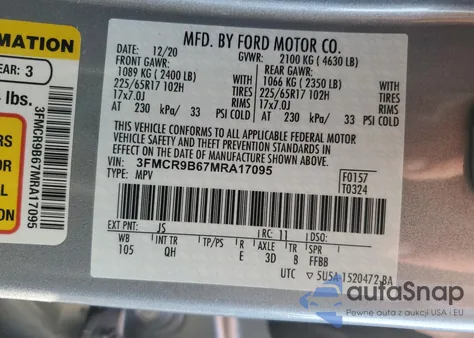 FORMATION
EAR: 3
lbs.
3FMCR9B67MRA17095
MFD. BY FORD MOTOR CO.
DATE: 12/20
GVWR: 2100 KG ( 4630 LB)
FRONT GAWR:
REAR GAWR:
1089 KG ( 2400 LB)
1066 KG ( 2350 LB)
225/65R17 102H TIRES
225/65R17 102H TIRES
17x7.0J RIMS
17x7.0J RIMS
AT 230 kPa/ 33 PSI COLD
AT 230 kPa/ 33 PSI COLD
THIS VEHICLE CONFORMS TO ALL APPLICABLE FEDERAL MOTOR
VEHICLE SAFETY AND THEFT PREVENTION STANDARDS IN
EFFECT ON THE DATE OF MANUFACTURE SHOWN ABOVE.
VIN: 3FMCR9B67MRA17095
TYPE: MPV
F0157
T0324
EXT PNT: JS RC: 11 DSO:
WB INT TR TP/PS R AXLE TR SPR
105 QH E 3D B FFBB
UTC 5USA-1520472-BA
autoSnap
Pewne auta z aukcji USA i EU